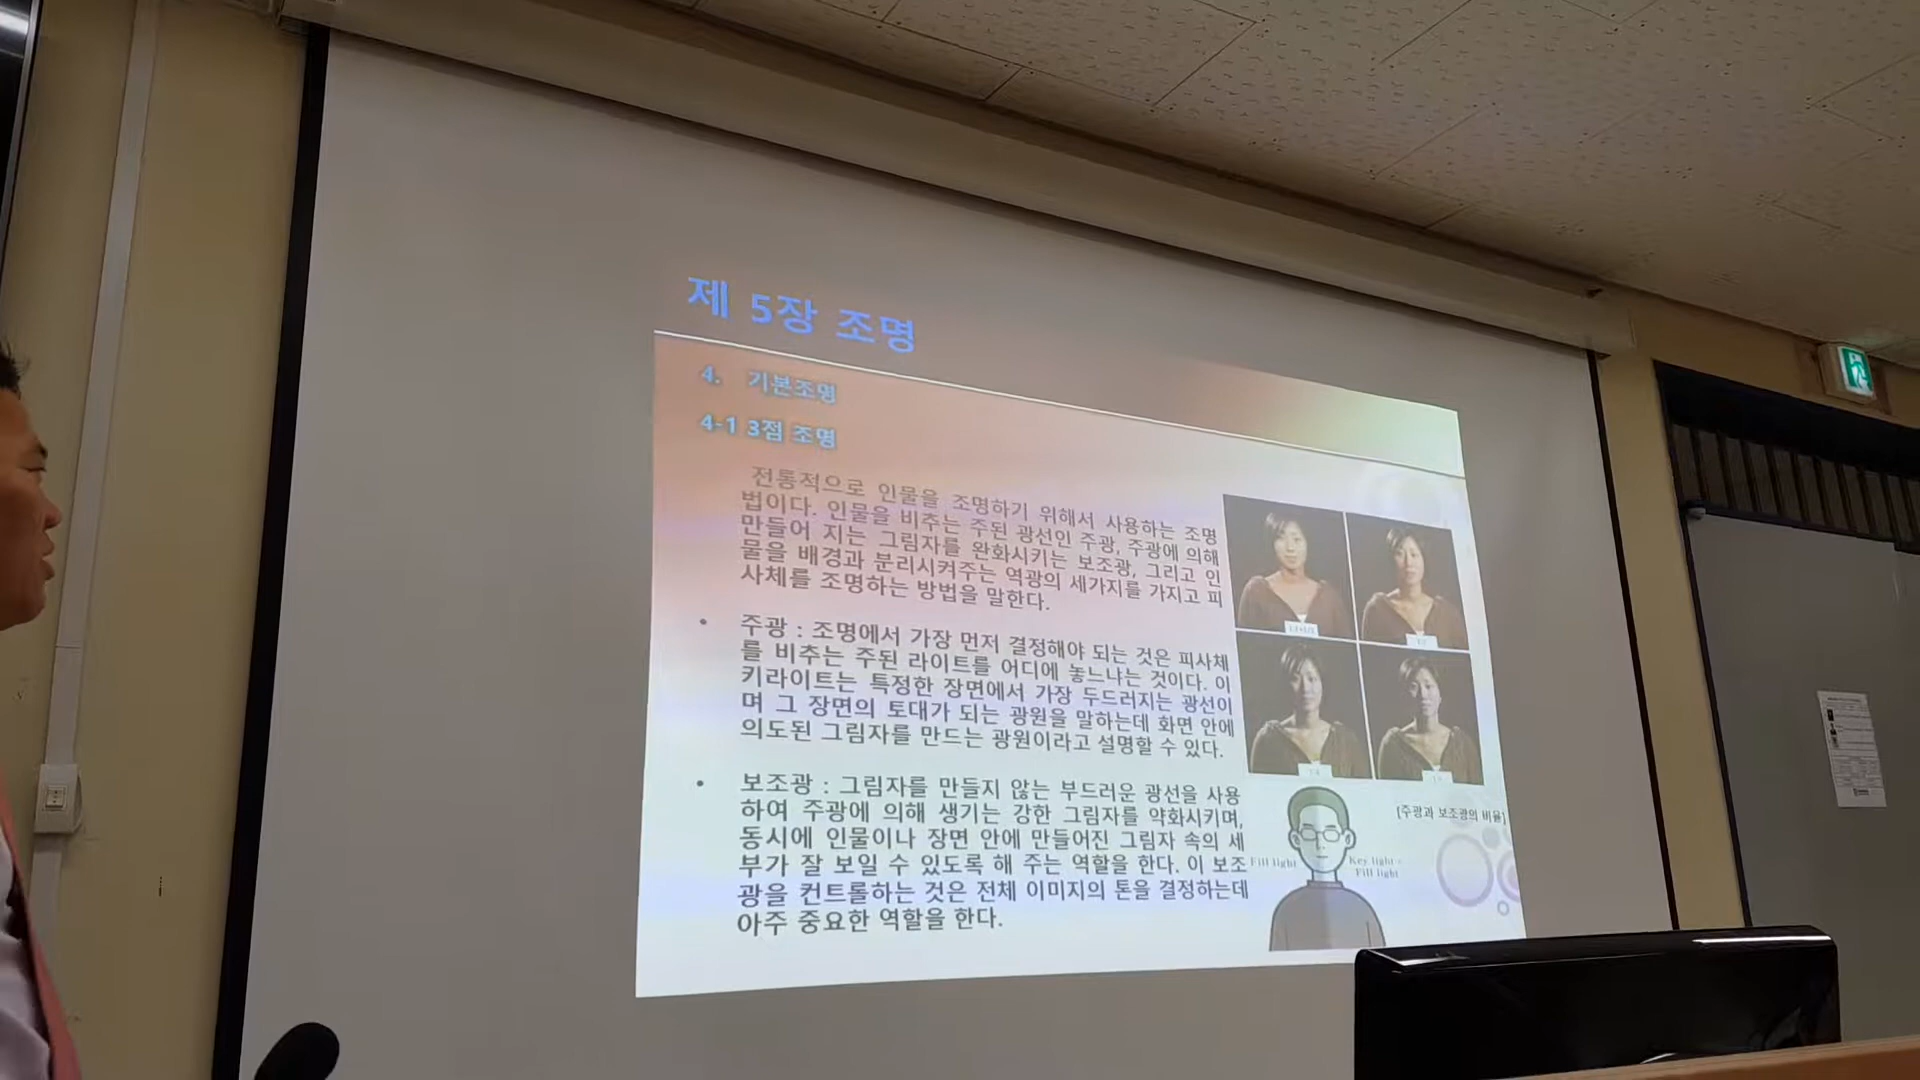 제 5장 조명
4. 기본조명
4-1 3점 조명
전통적으로 인물을 조명하기 위해서 사용하는 조명
법이다. 인물을 비추는 주된 광선인 주광, 주광에 의해
만들어 지는 그림자를 완화시키는 보조광, 그리고 인
물을 배경과 분리시켜주는 역광의 세가지를 가지고 피
사체를 조명하는 방법을 말한다.
• 주광 : 조명에서 가장 먼저 결정해야 되는 것은 피사체
를 비추는 주된 라이트를 어디에 놓느냐는 것이다. 이
키라이트는 특정한 장면에서 가장 두드러지는 광선이
며 그 장면의 토대가 되는 광원을 말하는데 화면 안에
의도된 그림자를 만드는 광원이라고 설명할 수 있다.
• 보조광 : 그림자를 만들지 않는 부드러운 광선을 사용
하여 주광에 의해 생기는 강한 그림자를 약화시키며,
동시에 인물이나 장면 안에 만들어진 그림자 속의 세
부가 잘 보일 수 있도록 해 주는 역할을 한다. 이 보조
광을 컨트롤하는 것은 전체 이미지의 톤을 결정하는데
아주 중요한 역할을 한다.
[주광과 보조광의 비율]
Fill light
Key light +
Fill light